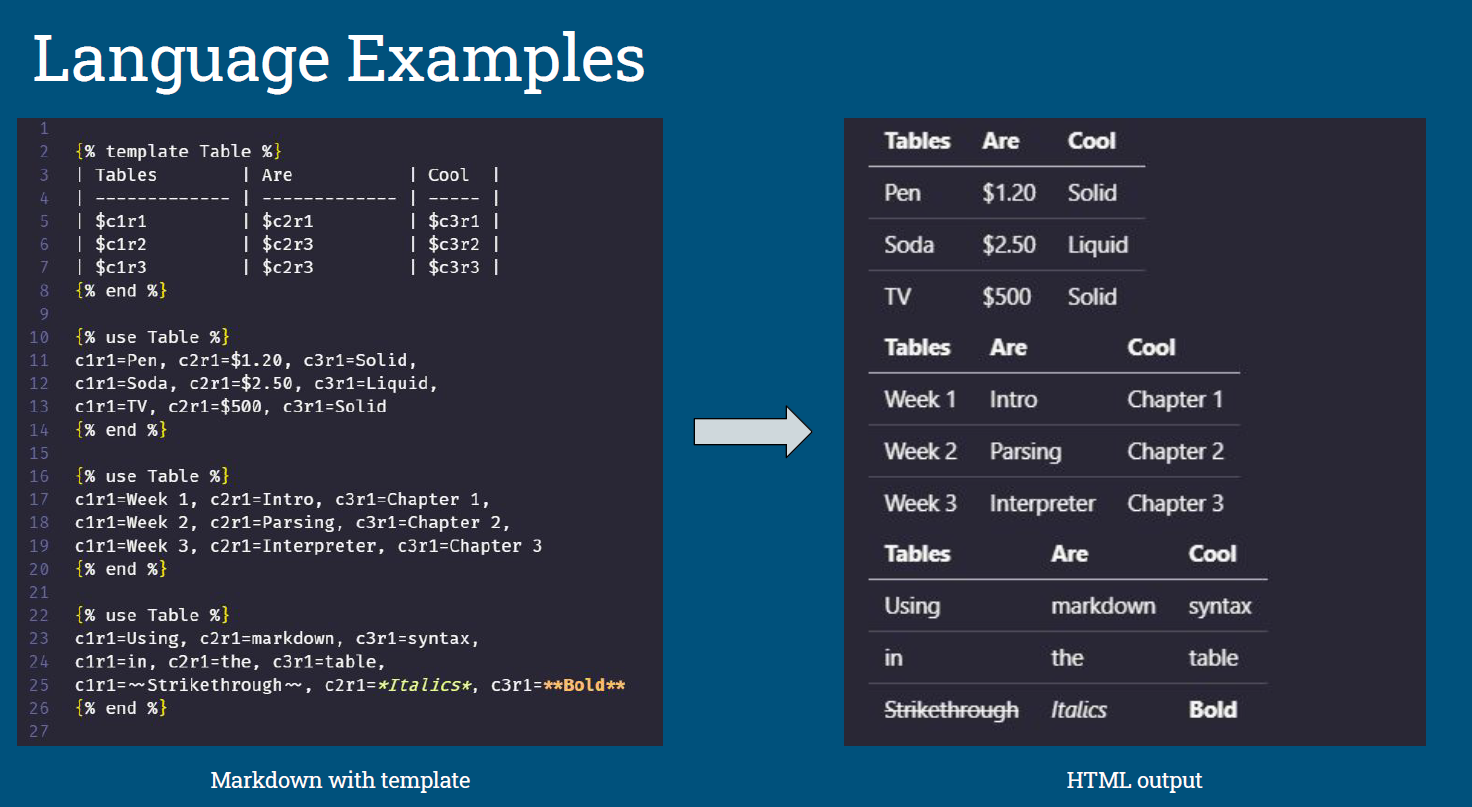 Language Examples
1
2 {% template Table %}
3 | Tables | Are | Cool |
4 | ------------- | ------------- | ----- |
5 | $c1r1 | $c2r1 | $c3r1 |
6 | $c1r2 | $c2r3 | $c3r2 |
7 | $c1r3 | $c2r3 | $c3r3 |
8 {% end %}
9
10 {% use Table %}
11 c1r1=Pen, c2r1=$1.20, c3r1=Solid,
12 c1r1=Soda, c2r1=$2.50, c3r1=Liquid,
13 c1r1=TV, c2r1=$500, c3r1=Solid
14 {% end %}
15
16 {% use Table %}
17 c1r1=Week 1, c2r1=Intro, c3r1=Chapter 1,
18 c1r1=Week 2, c2r1=Parsing, c3r1=Chapter 2,
19 c1r1=Week 3, c2r1=Interpreter, c3r1=Chapter 3
20 {% end %}
21
22 {% use Table %}
23 c1r1=Using, c2r1=markdown, c3r1=syntax,
24 c1r1=in, c2r1=the, c3r1=table,
25 c1r1=~~Strikethrough~~, c2r1=*Italics*, c3r1=**Bold**
26 {% end %}
27
Markdown with template
Tables Are Cool
Pen $1.20 Solid
Soda $2.50 Liquid
TV $500 Solid
Tables Are Cool
Week 1 Intro Chapter 1
Week 2 Parsing Chapter 2
Week 3 Interpreter Chapter 3
Tables Are Cool
Using markdown syntax
in the table
Strikethrough Italics Bold
HTML output